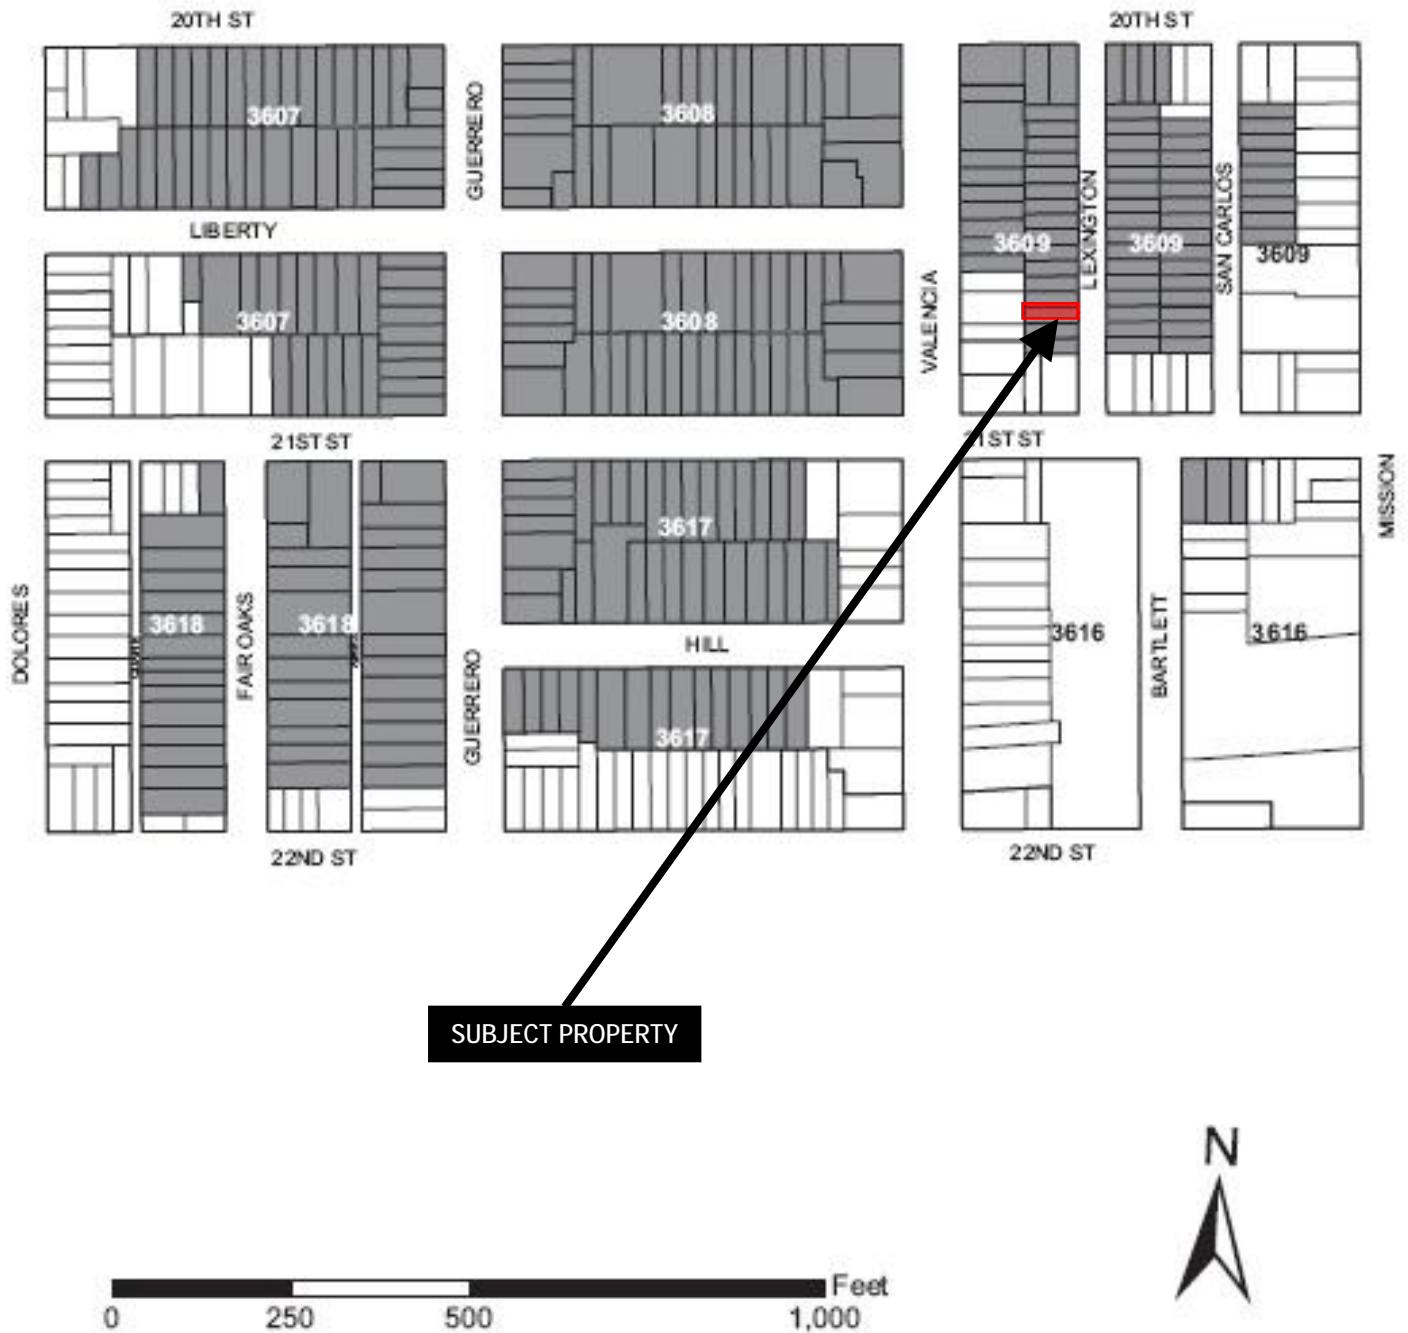 20TH ST
20TH ST
3607
GUERRERO
3608
LEXINGTON
SAN CARLOS
LIBERTY
3609
3609
3609
VALENCIA
3607
3608
21ST ST
21ST ST
MISSION
3617
DOLORES
3618
FAIR OAKS
3618
3616
BARTLETT
3616
HILL
GUERRERO
3617
22ND ST
22ND ST
SUBJECT PROPERTY
N
Feet
0 250 500 1,000